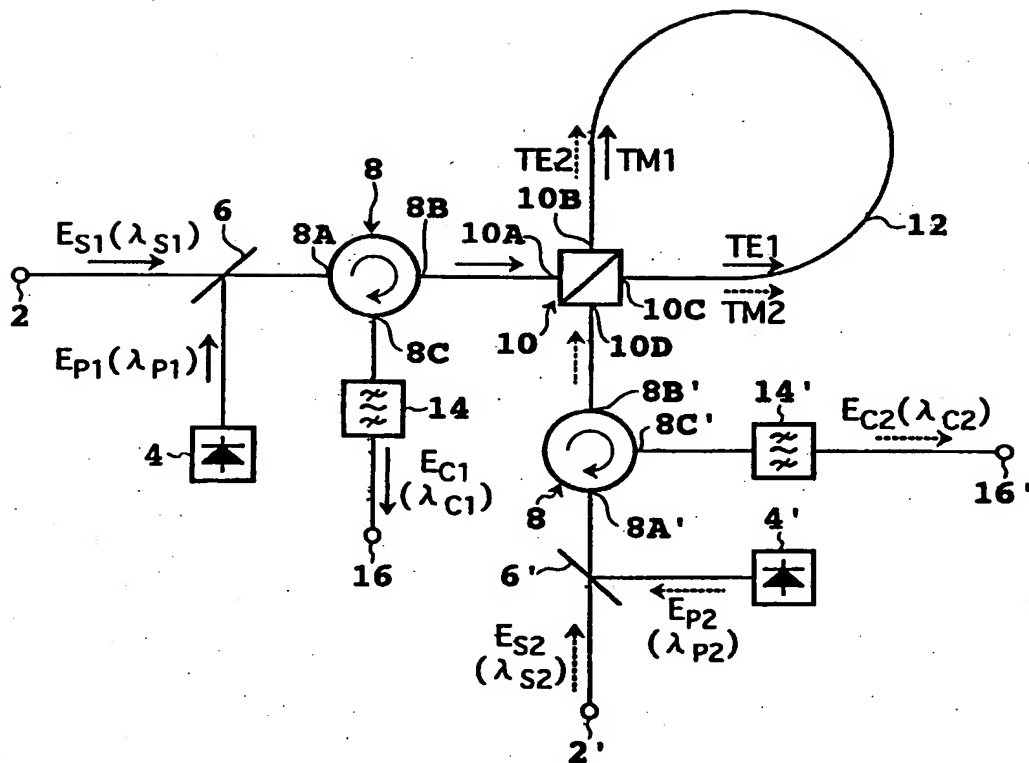 TE2
TM1
8
10B
8B
6
E_S1(λ_S1)
8A
10A
12
TE1
2
10C
TM2
10
10D
8C
E_P1(λ_P1)
8B'
14'
14
8C'
E_C2(λ_C2)
4
E_C1
(λ_C1)
16'
8
8A'
4'
16
6'
E_P2
(λ_P2)
E_S2
(λ_S2)
2'